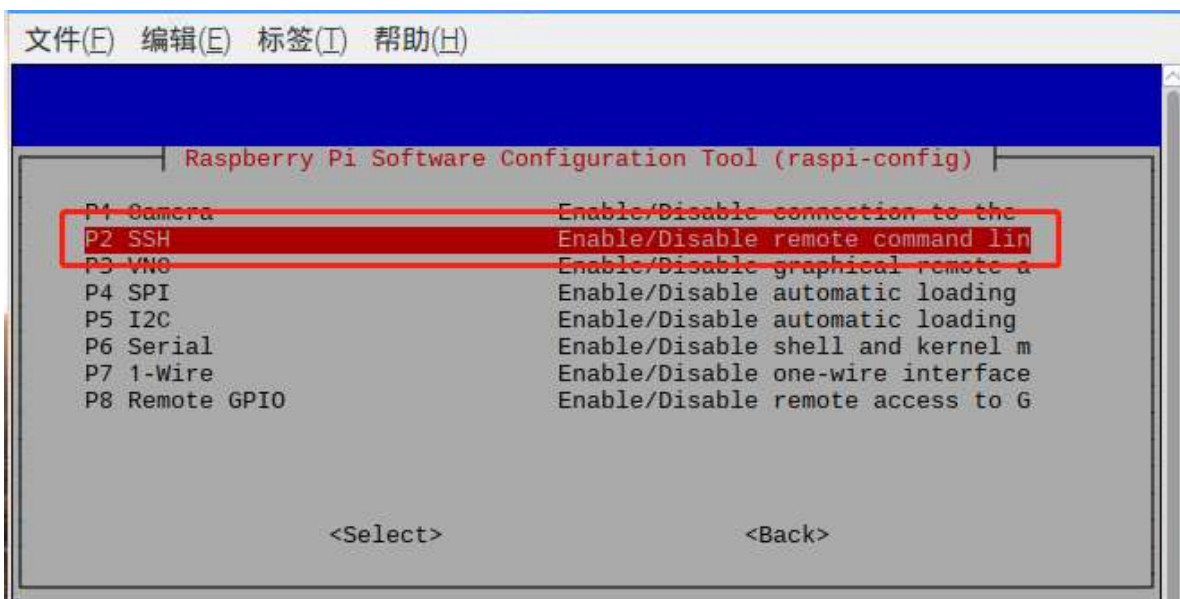 文件(F) 编辑(E) 标签(T) 帮助(H)
Raspberry Pi Software Configuration Tool (raspi-config)
P1 Camera Enable/Disable connection to the
P2 SSH Enable/Disable remote command lin
P3 VNC Enable/Disable graphical remote a
P4 SPI Enable/Disable automatic loading
P5 I2C Enable/Disable automatic loading
P6 Serial Enable/Disable shell and kernel m
P7 1-Wire Enable/Disable one-wire interface
P8 Remote GPIO Enable/Disable remote access to G
<Select> <Back>